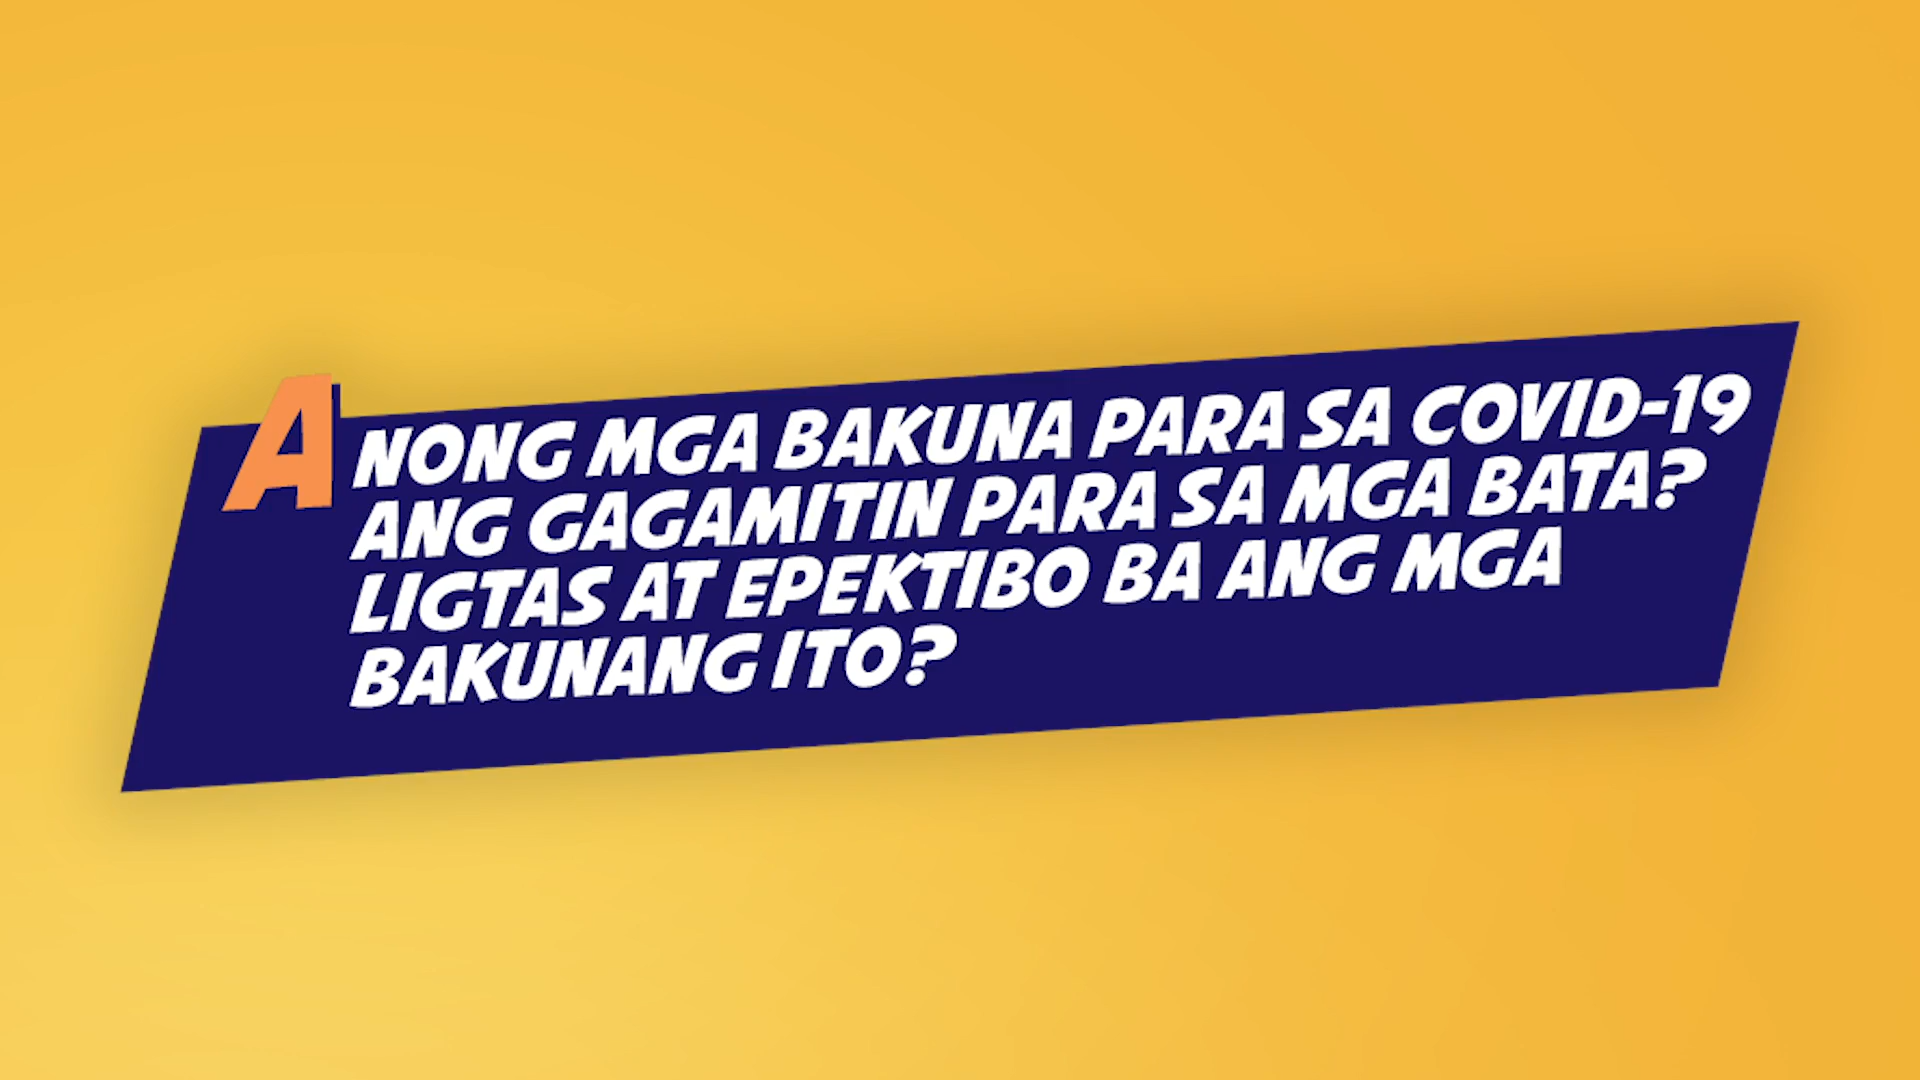 ANONG MGA BAKUNA PARA SA COVID-19
ANG GAGAMITIN PARA SA MGA BATA?
LIGTAS AT EPEKTIBO BA ANG MGA
BAKUNANG ITO?